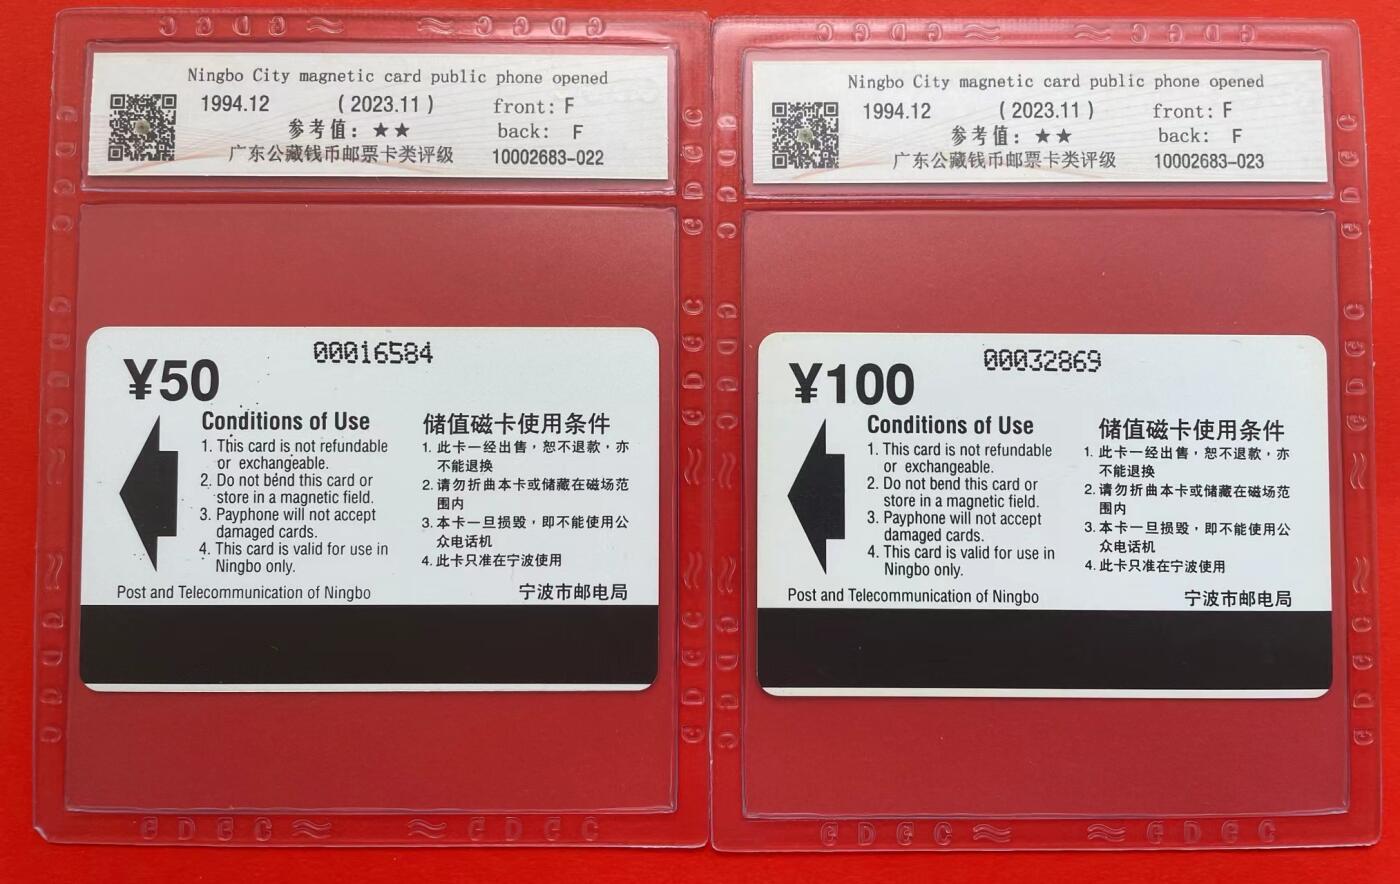 Ningbo City magnetic card public phone opened
1994.12 (2023.11) front: F
参考值：★★ back: F
广东公藏钱币邮票卡类评级 10002683-022
¥50
00016584
Conditions of Use
1. This card is not refundable
or exchangeable.
2. Do not bend this card or
store in a magnetic field.
3. Payphone will not accept
damaged cards.
4. This card is valid for use in
Ningbo only.
Post and Telecommunication of Ningbo
储值磁卡使用条件
1. 此卡一经出售，恕不退款，亦
不能退换
2. 请勿折曲本卡或储藏在磁场范
围内
3. 本卡一旦损毁，即不能使用公
众电话机
4. 此卡只准在宁波使用
宁波市邮电局
Ningbo City magnetic card public phone opened
1994.12 (2023.11) front: F
参考值：★★ back: F
广东公藏钱币邮票卡类评级 10002683-023
¥100
00032869
Conditions of Use
1. This card is not refundable
or exchangeable.
2. Do not bend this card or
store in a magnetic field.
3. Payphone will not accept
damaged cards.
4. This card is valid for use in
Ningbo only.
Post and Telecommunication of Ningbo
储值磁卡使用条件
1. 此卡一经出售，恕不退款，亦
不能退换
2. 请勿折曲本卡或储藏在磁场范
围内
3. 本卡一旦损毁，即不能使用公
众电话机
4. 此卡只准在宁波使用
宁波市邮电局